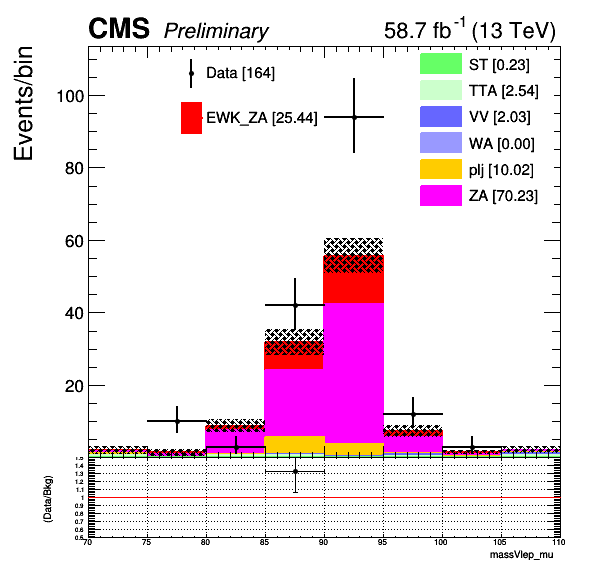 CMS Preliminary 58.7 fb⁻¹ (13 TeV)
Events/bin
Data [164]
EWK_ZA [25.44]
ST [0.23]
TTA [2.54]
VV [2.03]
WA [0.00]
plj [10.02]
ZA [70.23]
100
80
60
40
20
(Data/Bkg)
1.5
1.4
1.3
1.2
1.1
1
0.9
0.8
0.7
0.6
0.5
70 75 80 85 90 95 100 105 110
massVlep_mu